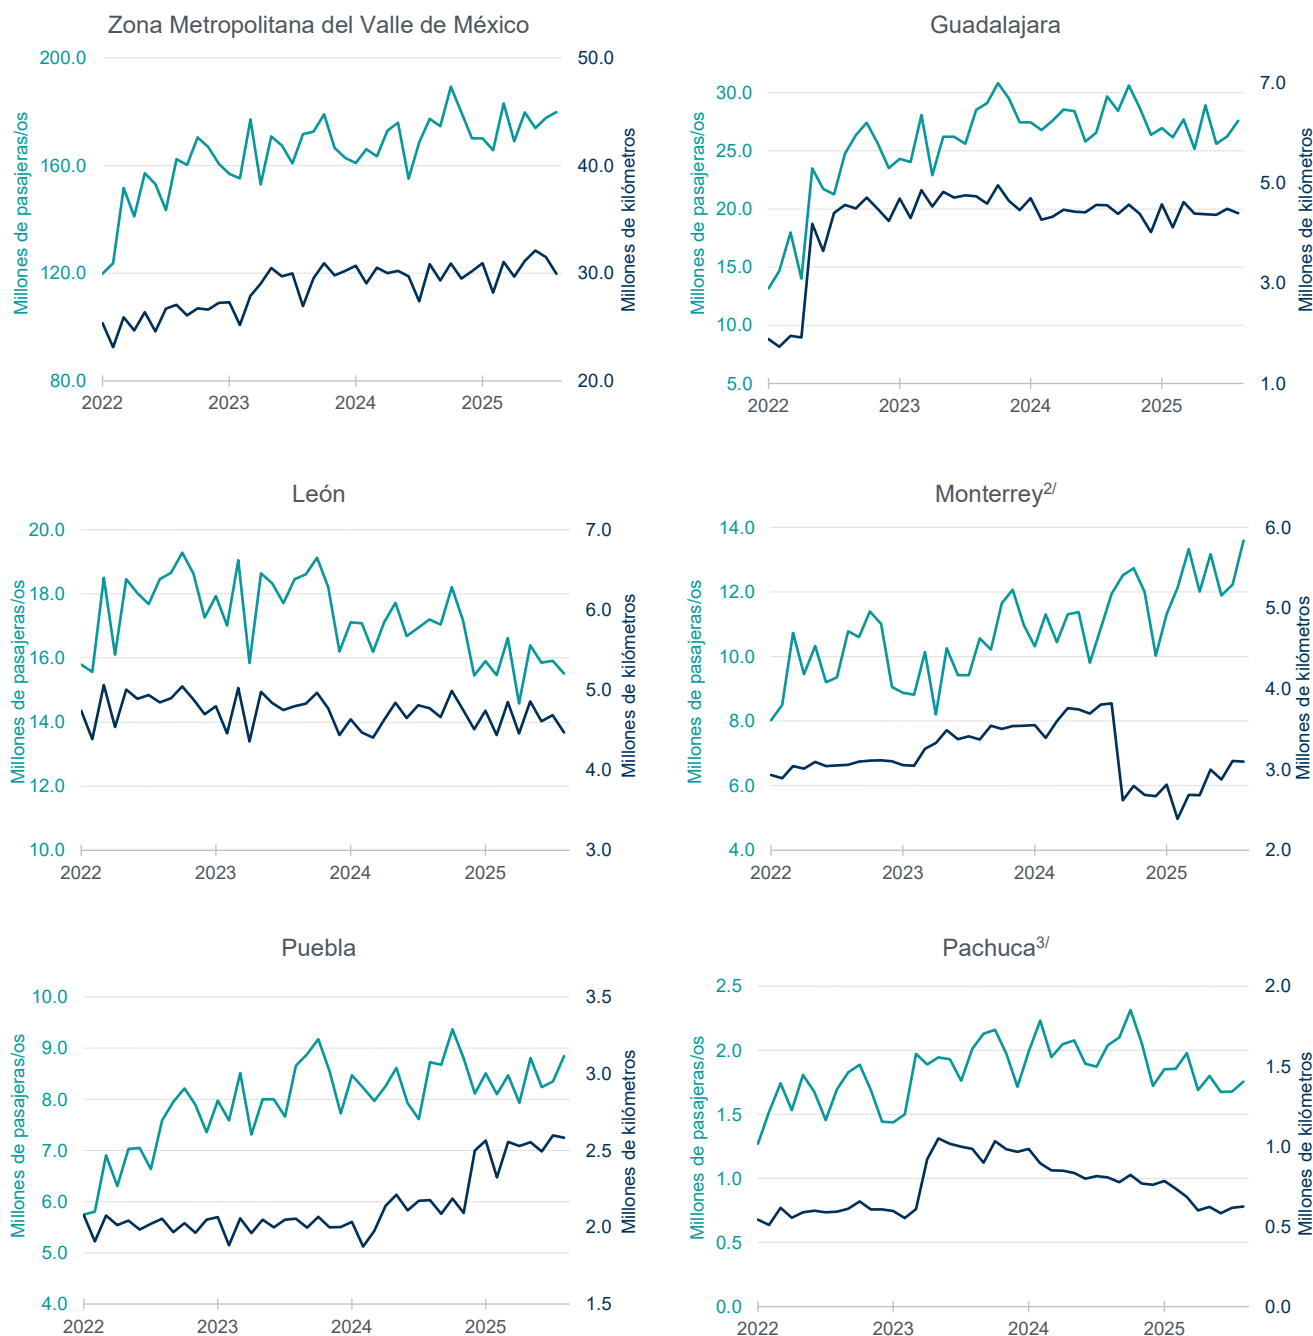 Zona Metropolitana del Valle de México
Millones de pasajeras/os
200.0
160.0
120.0
80.0
50.0
40.0
30.0
20.0
Millones de kilómetros
2022 2023 2024 2025
Guadalajara
Millones de pasajeras/os
30.0
25.0
20.0
15.0
10.0
5.0
7.0
5.0
3.0
1.0
Millones de kilómetros
2022 2023 2024 2025
León
Millones de pasajeras/os
20.0
18.0
16.0
14.0
12.0
10.0
7.0
6.0
5.0
4.0
3.0
Millones de kilómetros
2022 2023 2024 2025
Monterrey2/
Millones de pasajeras/os
14.0
12.0
10.0
8.0
6.0
4.0
6.0
5.0
4.0
3.0
2.0
Millones de kilómetros
2022 2023 2024 2025
Puebla
Millones de pasajeras/os
10.0
9.0
8.0
7.0
6.0
5.0
4.0
3.5
3.0
2.5
2.0
1.5
Millones de kilómetros
2022 2023 2024 2025
Pachuca3/
Millones de pasajeras/os
2.5
2.0
1.5
1.0
0.5
0.0
2.0
1.5
1.0
0.5
0.0
Millones de kilómetros
2022 2023 2024 2025